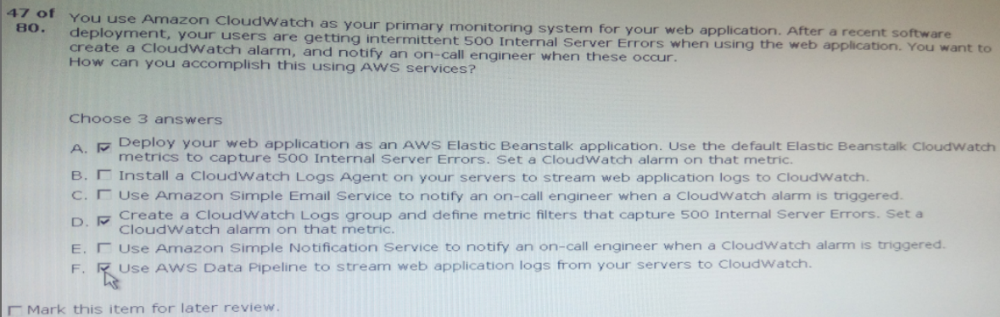 47 of
80.
You use Amazon CloudWatch as your primary monitoring system for your web application. After a recent software
deployment, your users are getting intermittent 500 Internal Server Errors when using the web application. You want to
create a CloudWatch alarm, and notify an on-call engineer when these occur.
How can you accomplish this using AWS services?
Choose 3 answers
A. Deploy your web application as an AWS Elastic Beanstalk application. Use the default Elastic Beanstalk CloudWatch
metrics to capture 500 Internal Server Errors. Set a CloudWatch alarm on that metric.
B. Install a CloudWatch Logs Agent on your servers to stream web application logs to CloudWatch.
C. Use Amazon Simple Email Service to notify an on-call engineer when a CloudWatch alarm is triggered.
D. Create a CloudWatch Logs group and define metric filters that capture 500 Internal Server Errors. Set a
CloudWatch alarm on that metric.
E. Use Amazon Simple Notification Service to notify an on-call engineer when a CloudWatch alarm is triggered.
F. Use AWS Data Pipeline to stream web application logs from your servers to CloudWatch.
Mark this item for later review.